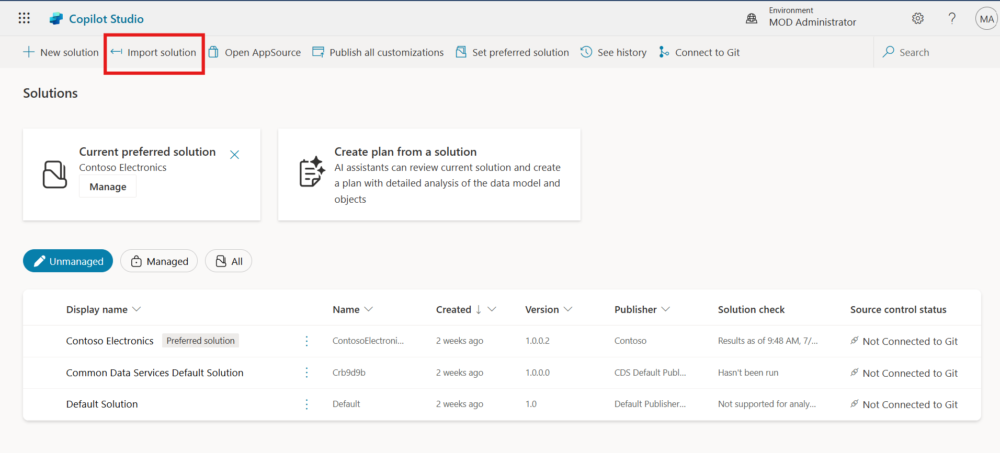 Copilot Studio
Environment
MOD Administrator
MA
New solution
Import solution
Open AppSource
Publish all customizations
Set preferred solution
See history
Connect to Git
Search
Solutions
Current preferred solution
Contoso Electronics
Manage
Create plan from a solution
AI assistants can review current solution and create
a plan with detailed analysis of the data model and
objects
Unmanaged
Managed
All
Display name Name Created Version Publisher Solution check Source control status
Contoso Electronics Preferred solution ContosoElectroni... 2 weeks ago 1.0.0.2 Contoso Results as of 9:48 AM, 7/... Not Connected to Git
Common Data Services Default Solution Crb9d9b 2 weeks ago 1.0.0.0 CDS Default Publ... Hasn't been run Not Connected to Git
Default Solution Default 2 weeks ago 1.0 Default Publisher... Not supported for analy... Not Connected to Git